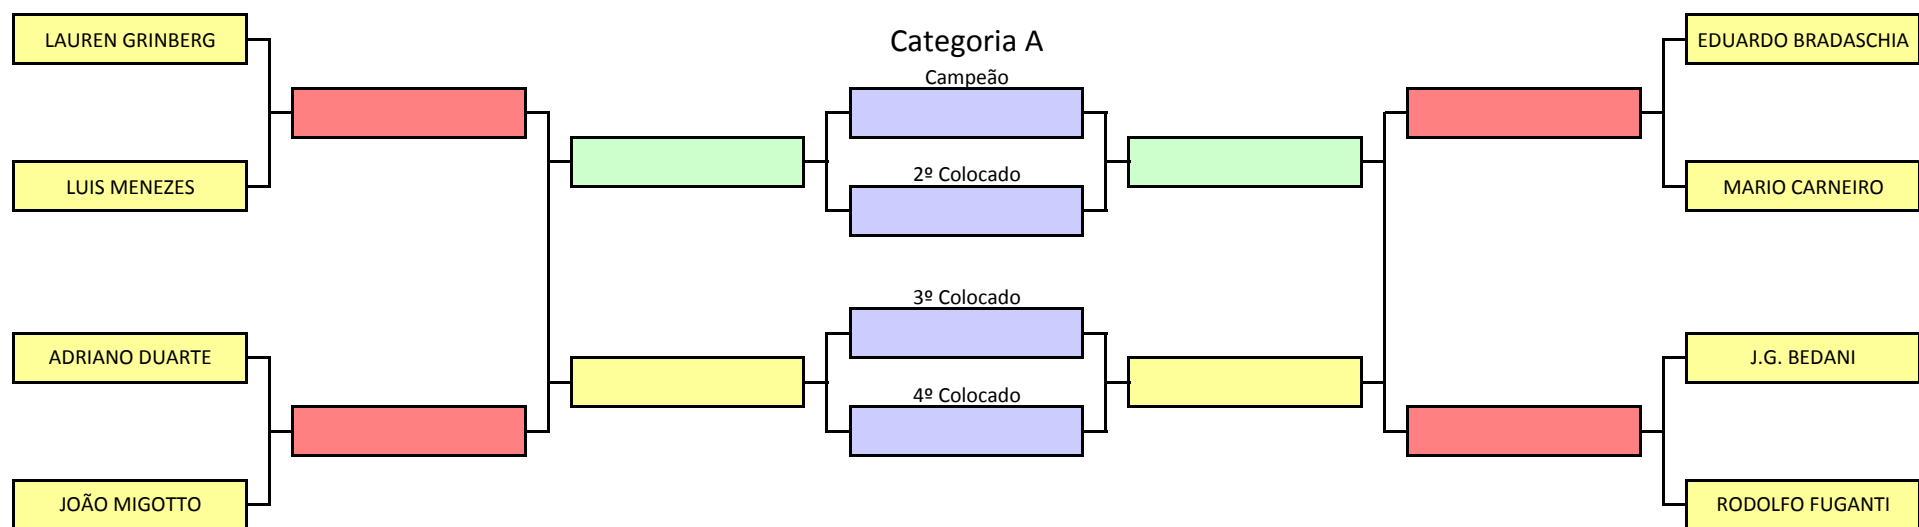 LAUREN GRINBERG
Categoria A
EDUARDO BRADASCHIA
Campeão
2º Colocado
LUIS MENEZES
MARIO CARNEIRO
3º Colocado
ADRIANO DUARTE
J.G. BEDANI
4º Colocado
JOÃO MIGOTTO
RODOLFO FUGANTI